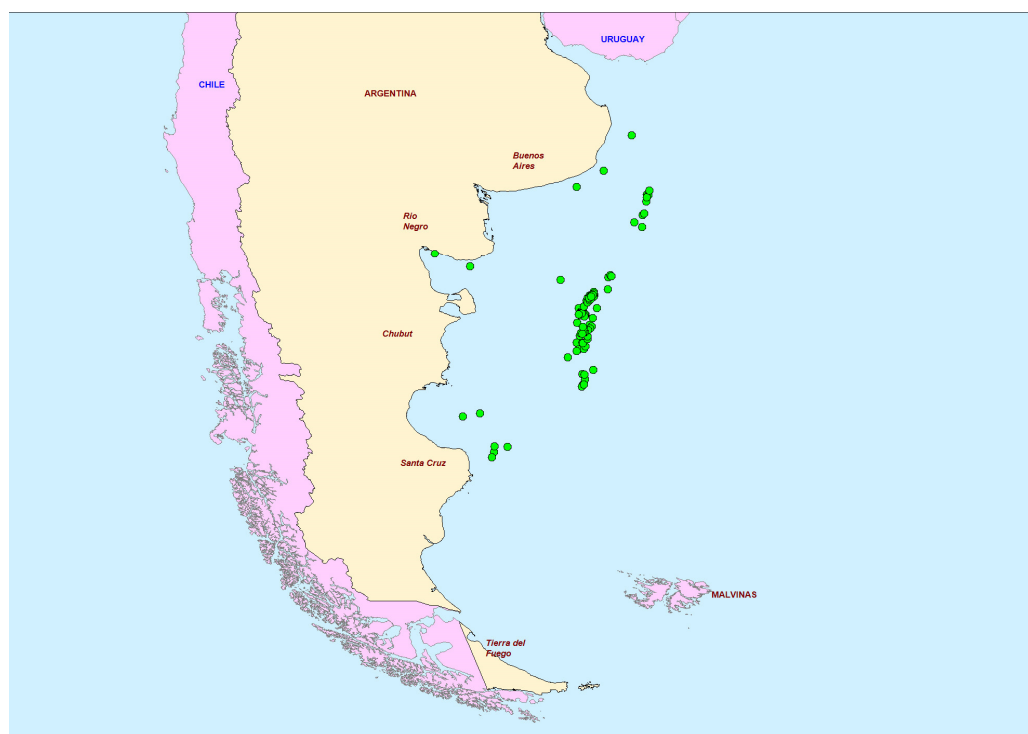 URUGUAY
CHILE
ARGENTINA
Buenos
Aires
Rio
Negro
Chubut
Santa Cruz
MALVINAS
Tierra del
Fuego